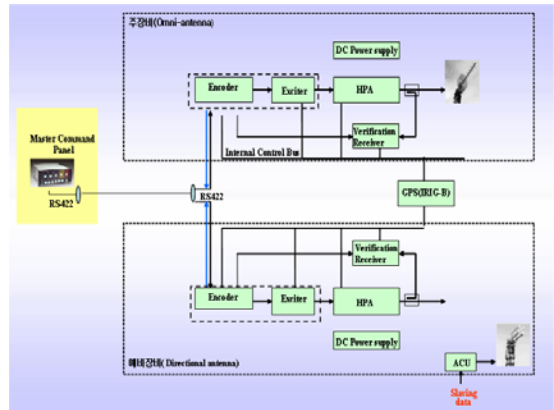 주장비(Omni-antenna)
DC Power supply
Encoder
Exciter
HPA
Verification
Receiver
Internal Control Bus
Master Command
Panel
RS422
RS422
GPS(IRIG-B)
Verification
Receiver
Encoder
Exciter
HPA
DC Power supply
예비장비( Directional antenna)
ACU
Slaving
data